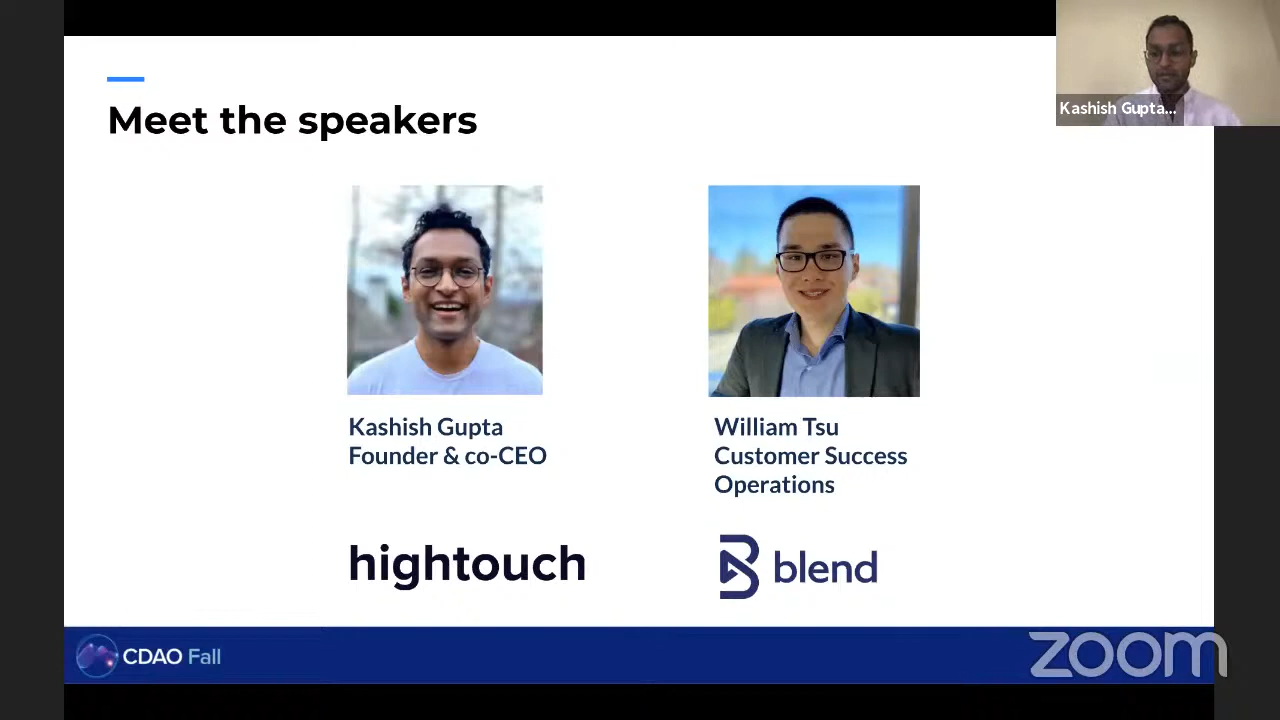 Meet the speakers
Kashish Gupta...
Kashish Gupta
Founder & co-CEO
William Tsu
Customer Success
Operations
hightouch
blend
CDAO Fall
zoom